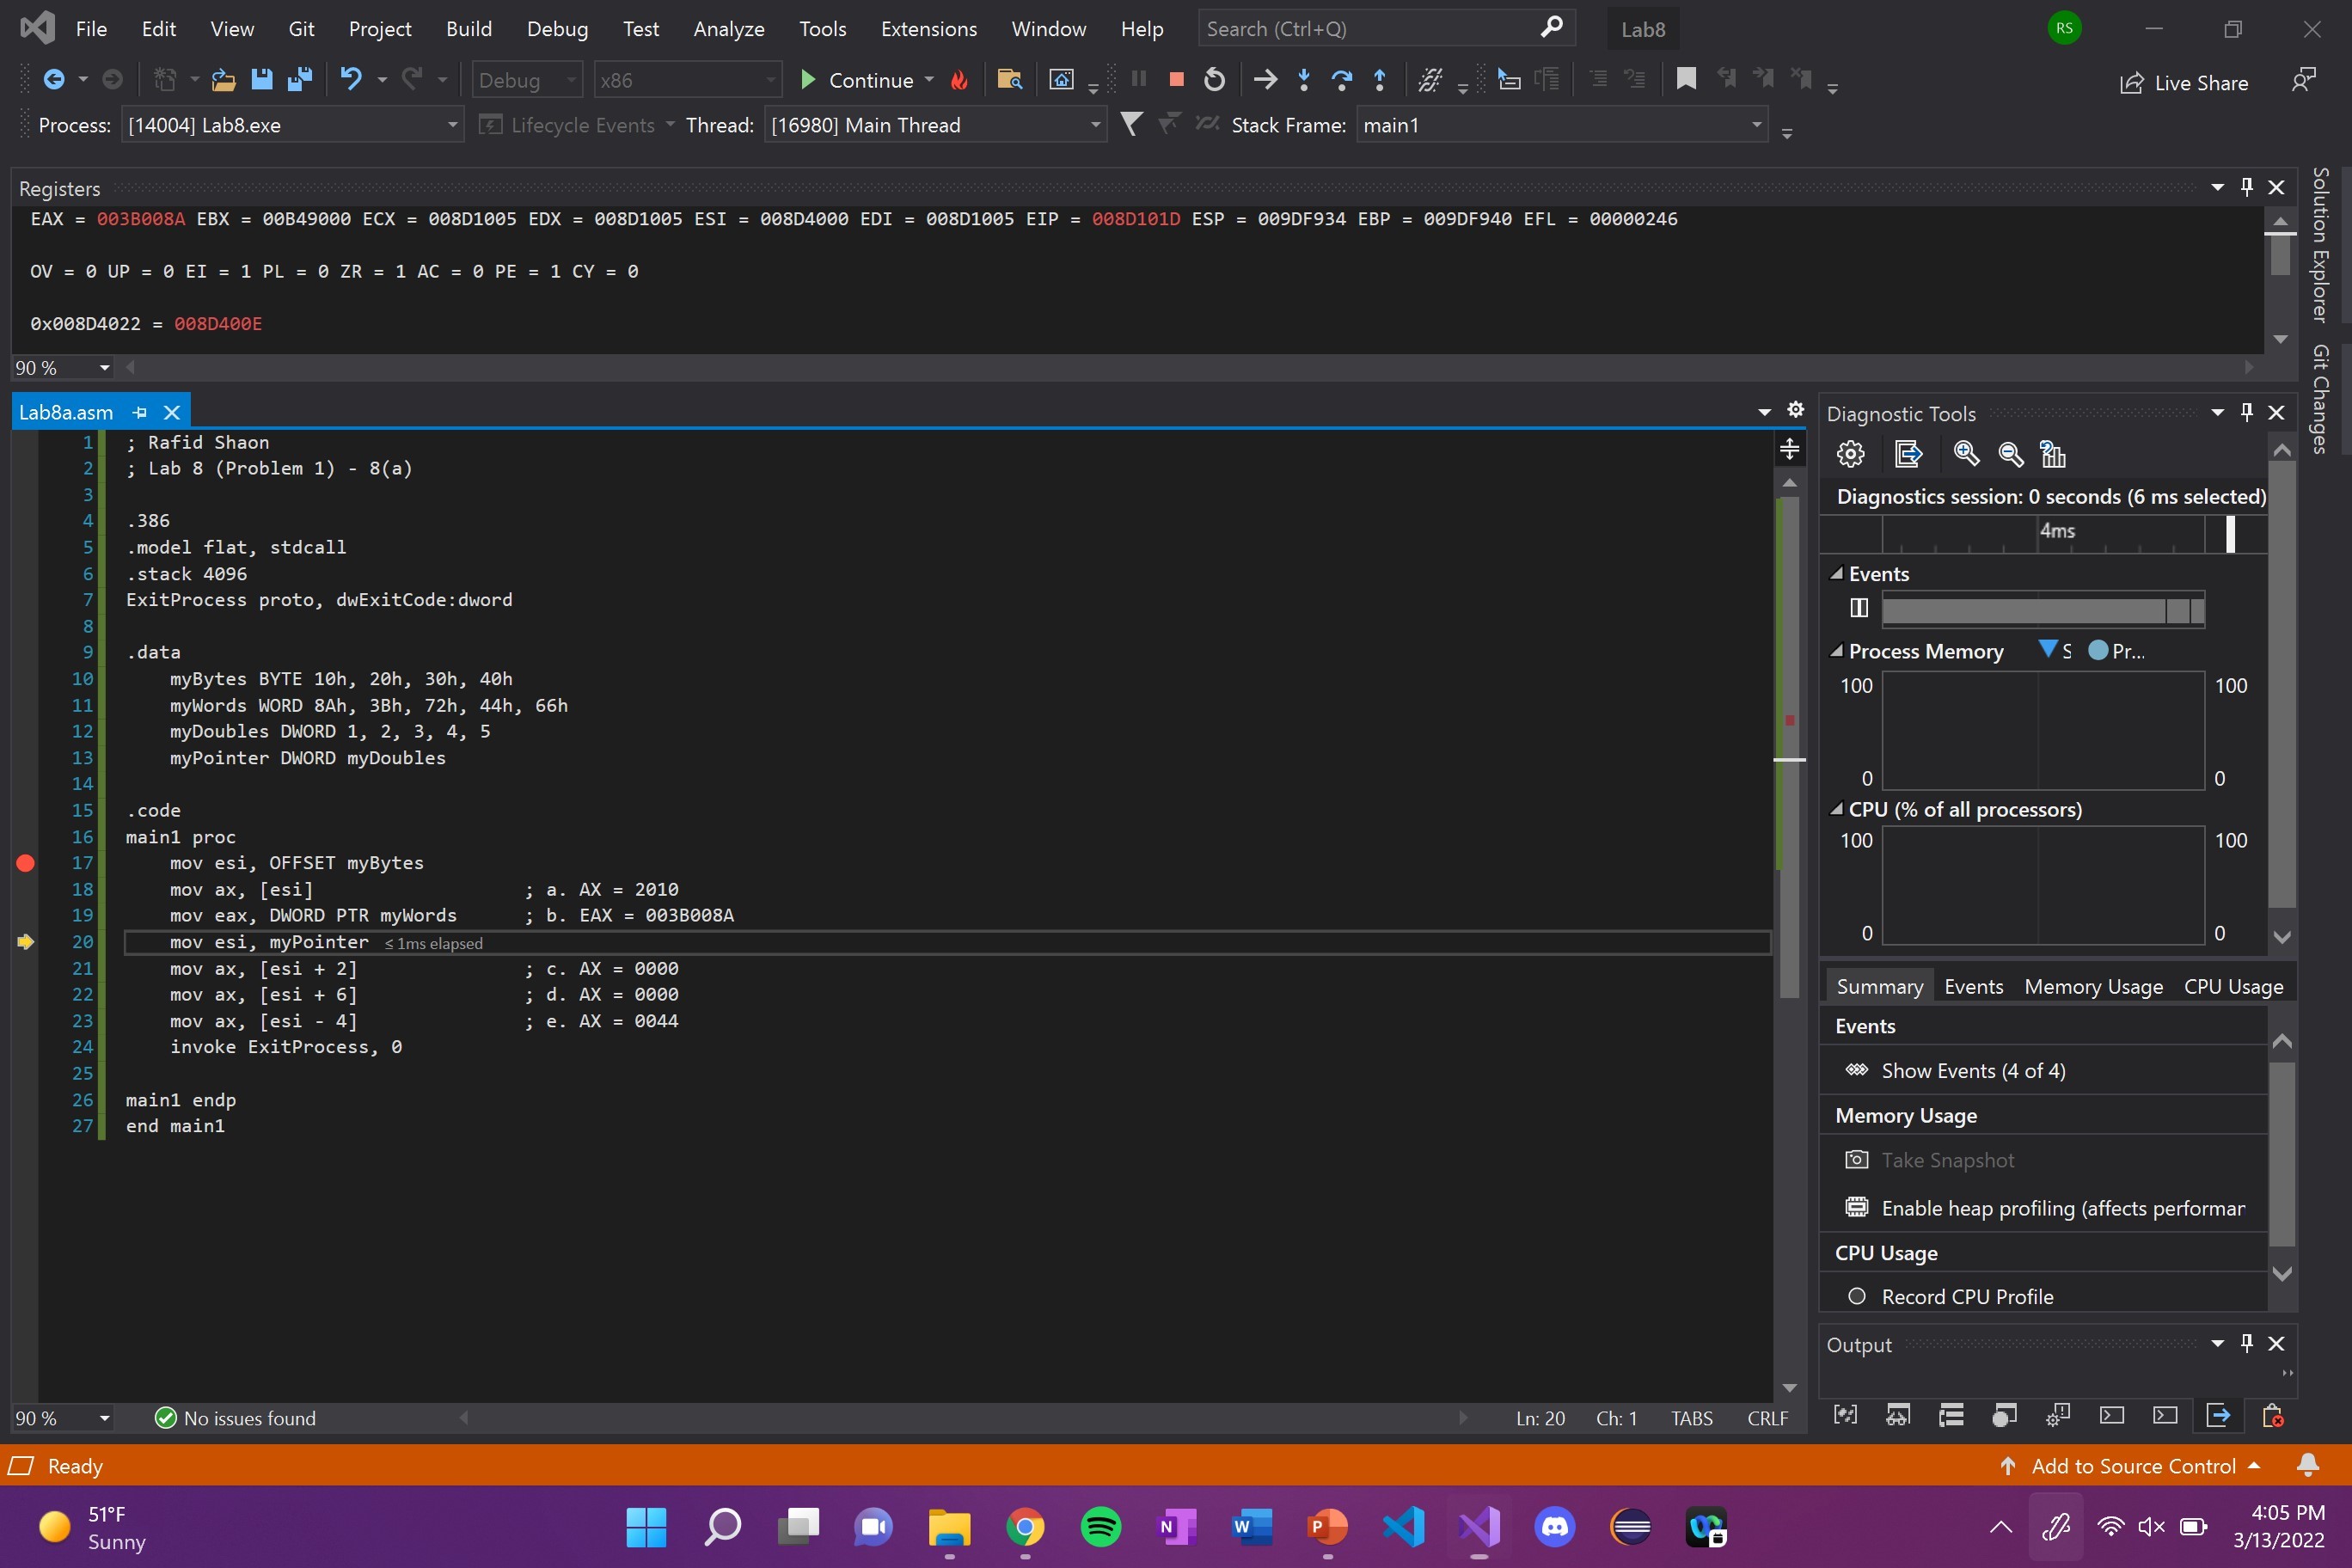 File Edit View Git Project Build Debug Test Analyze Tools Extensions Window Help Search (Ctrl+Q) Lab8 RS
Debug x86 Continue Live Share
Process: [14004] Lab8.exe Lifecycle Events Thread: [16980] Main Thread Stack Frame: main1
Registers
EAX = 003B008A EBX = 00B49000 ECX = 008D1005 EDX = 008D1005 ESI = 008D4000 EDI = 008D1005 EIP = 008D101D ESP = 009DF934 EBP = 009DF940 EFL = 00000246
OV = 0 UP = 0 EI = 1 PL = 0 ZR = 1 AC = 0 PE = 1 CY = 0
0x008D4022 = 008D400E
90 %
Solution Explorer
Git Changes
Lab8a.asm
1 ; Rafid Shaon
2 ; Lab 8 (Problem 1) - 8(a)
3
4 .386
5 .model flat, stdcall
6 .stack 4096
7 ExitProcess proto, dwExitCode:dword
8
9 .data
10 myBytes BYTE 10h, 20h, 30h, 40h
11 myWords WORD 8Ah, 3Bh, 72h, 44h, 66h
12 myDoubles DWORD 1, 2, 3, 4, 5
13 myPointer DWORD myDoubles
14
15 .code
16 main1 proc
17 mov esi, OFFSET myBytes
18 mov ax, [esi] ; a. AX = 2010
19 mov eax, DWORD PTR myWords ; b. EAX = 003B008A
20 mov esi, myPointer ≤ 1ms elapsed
21 mov ax, [esi + 2] ; c. AX = 0000
22 mov ax, [esi + 6] ; d. AX = 0000
23 mov ax, [esi - 4] ; e. AX = 0044
24 invoke ExitProcess, 0
25
26 main1 endp
27 end main1
90 % No issues found Ln: 20 Ch: 1 TABS CRLF
Diagnostic Tools
Diagnostics session: 0 seconds (6 ms selected)
4ms
Events
Process Memory S Pr...
100 100
0 0
CPU (% of all processors)
100 100
0 0
Summary Events Memory Usage CPU Usage
Events
Show Events (4 of 4)
Memory Usage
Take Snapshot
Enable heap profiling (affects performar
CPU Usage
Record CPU Profile
Output
Ready Add to Source Control
51°F
Sunny
N W P
4:05 PM
3/13/2022